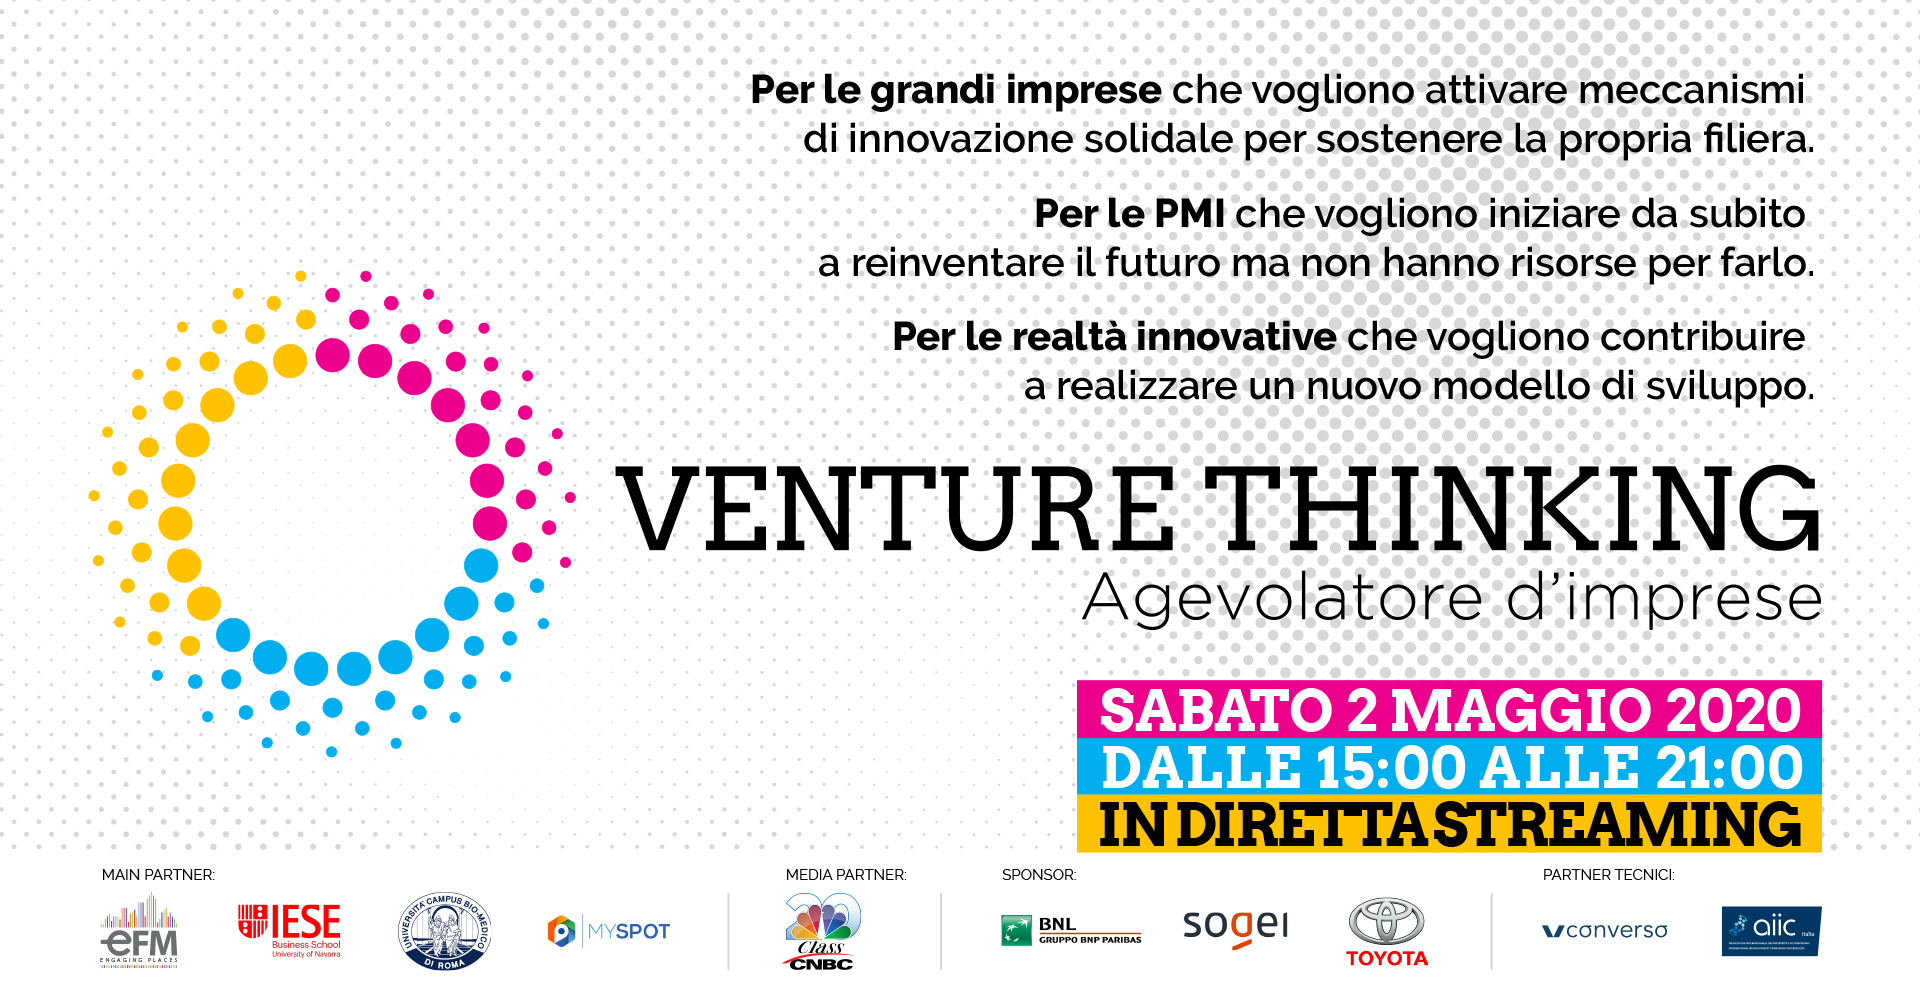 Per le grandi imprese che vogliono attivare meccanismi
di innovazione solidale per sostenere la propria filiera.
Per le PMI che vogliono iniziare da subito
a reinventare il futuro ma non hanno risorse per farlo.
Per le realtà innovative che vogliono contribuire
a realizzare un nuovo modello di sviluppo.
VENTURE THINKING
Agevolatore d'imprese
SABATO 2 MAGGIO 2020
DALLE 15:00 ALLE 21:00
IN DIRETTA STREAMING
MAIN PARTNER:
eFM
ENGAGING PLACES
IESE
Business School
University of Navarra
UNIVERSITÀ CAMPUS BIO-MEDICO
DI ROMA
MYSPOT
MEDIA PARTNER:
20
Class
CNBC
SPONSOR:
BNL
GRUPPO BNP PARIBAS
sogei
TOYOTA
PARTNER TECNICI:
converso
aiic
Italia